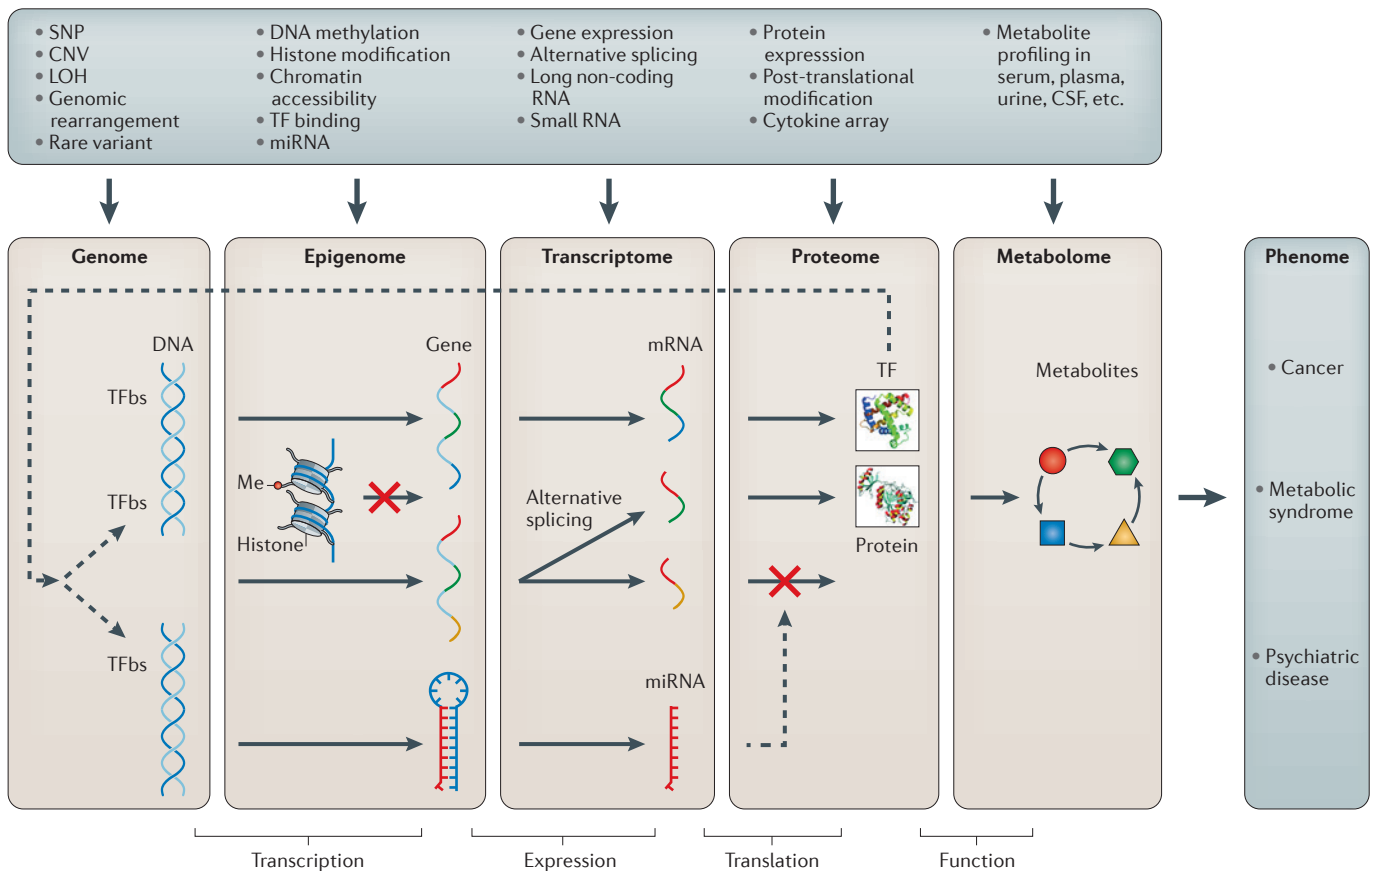 • SNP
• CNV
• LOH
• Genomic
rearrangement
• Rare variant
• DNA methylation
• Histone modification
• Chromatin
accessibility
• TF binding
• miRNA
• Gene expression
• Alternative splicing
• Long non-coding
RNA
• Small RNA
• Protein
expresssion
• Post-translational
modification
• Cytokine array
• Metabolite
profiling in
serum, plasma,
urine, CSF, etc.
Genome
DNA
TFbs
TFbs
TFbs
Epigenome
Gene
Me
Histone
Transcriptome
mRNA
Alternative
splicing
miRNA
Proteome
TF
Protein
Metabolome
Metabolites
Phenome
• Cancer
• Metabolic
syndrome
• Psychiatric
disease
Transcription
Expression
Translation
Function